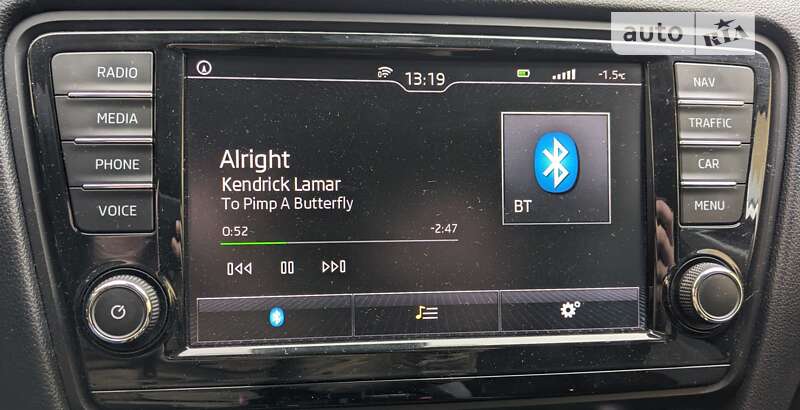 auto RIA
RADIO
MEDIA
PHONE
VOICE
13:19
-1.5°C
Alright
Kendrick Lamar
To Pimp A Butterfly
0:52 -2:47
BT
NAV
TRAFFIC
CAR
MENU